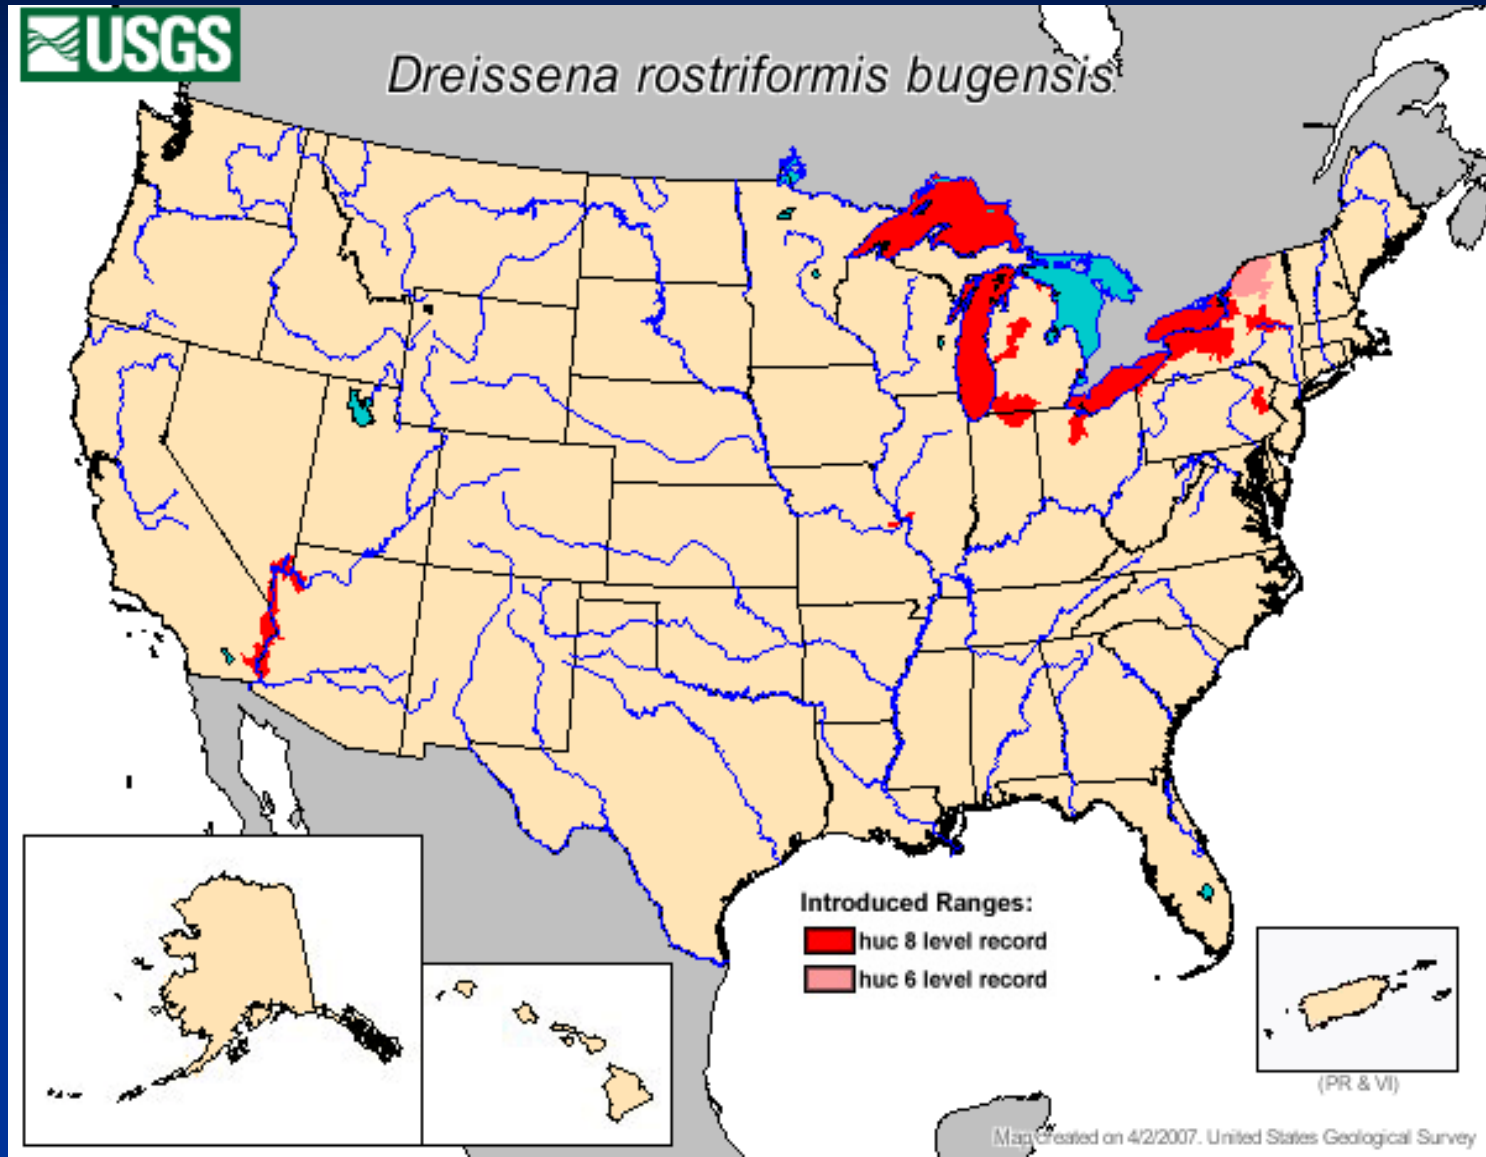 USGS
Dreissena rostriformis bugensis
Introduced Ranges:
huc 8 level record
huc 6 level record
(PR & VI)
Map created on 4/2/2007. United States Geological Survey